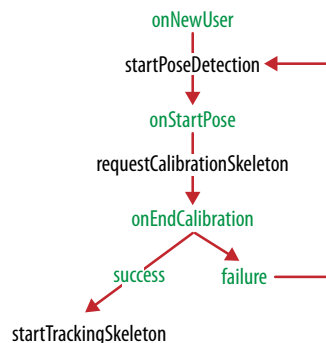 onNewUser
startPoseDetection
onStartPose
requestCalibrationSkeleton
onEndCalibration
success failure
startTrackingSkeleton